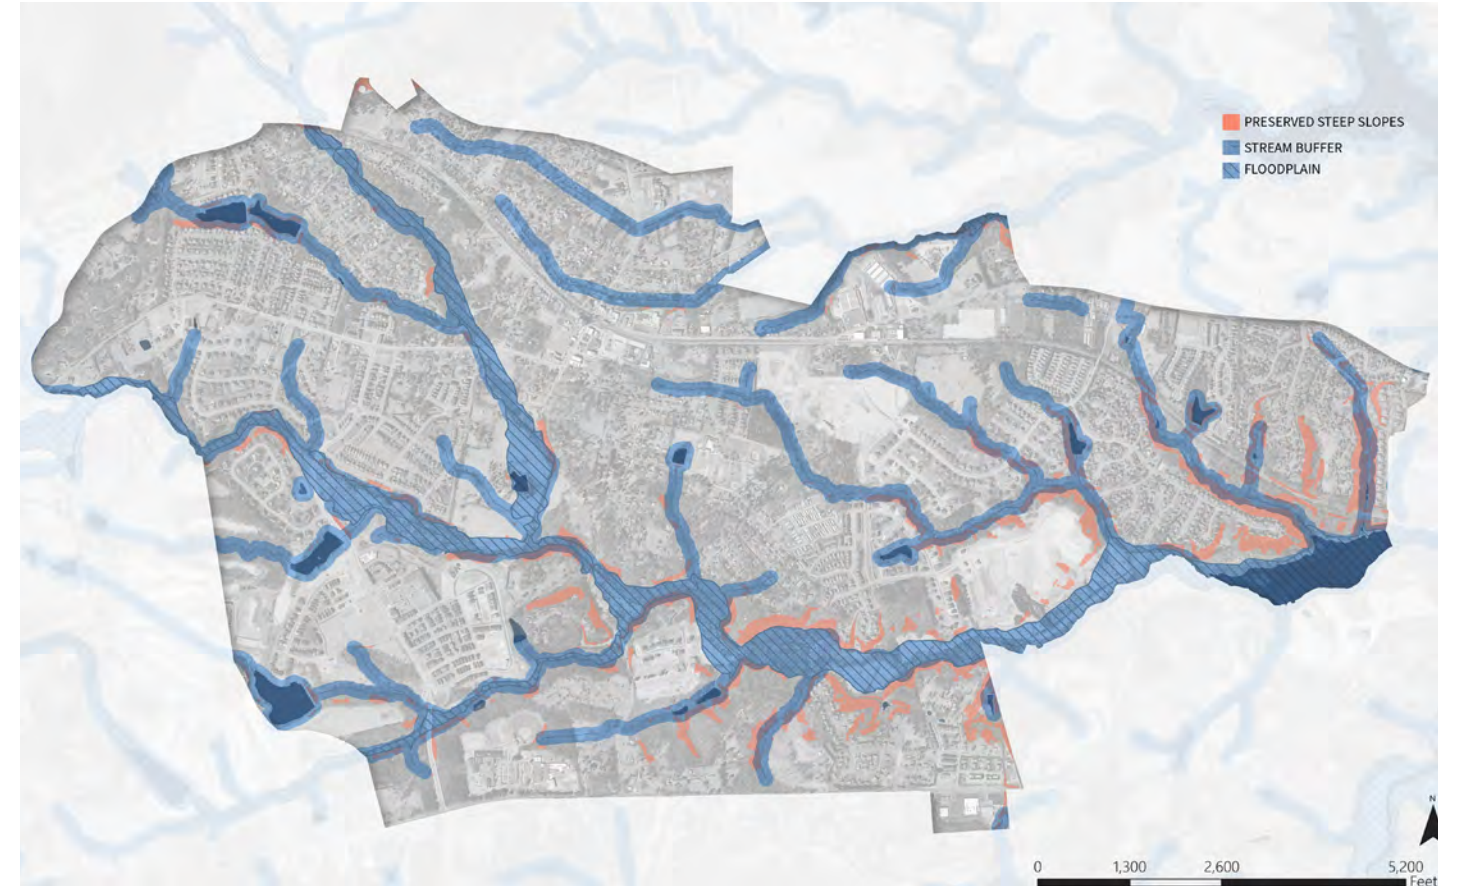 PRESERVED STEEP SLOPES
STREAM BUFFER
FLOODPLAIN
N
0 1,300 2,600 5,200
Feet